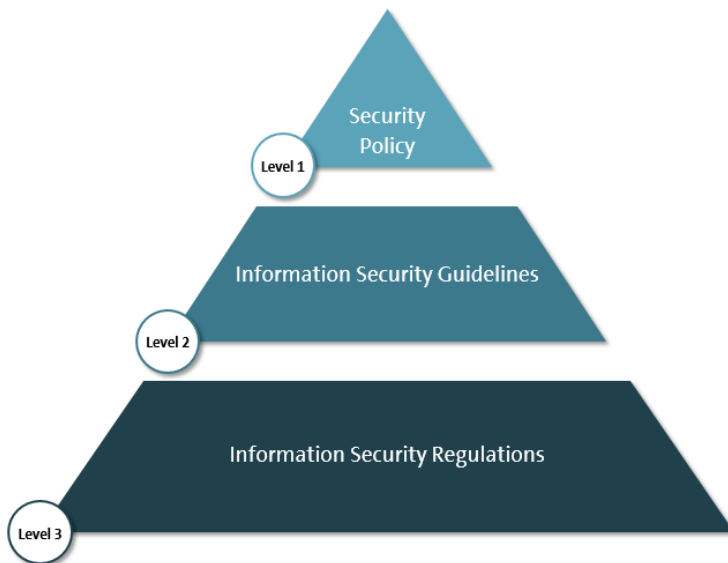 Security
Policy
Level 1
Information Security Guidelines
Level 2
Information Security Regulations
Level 3